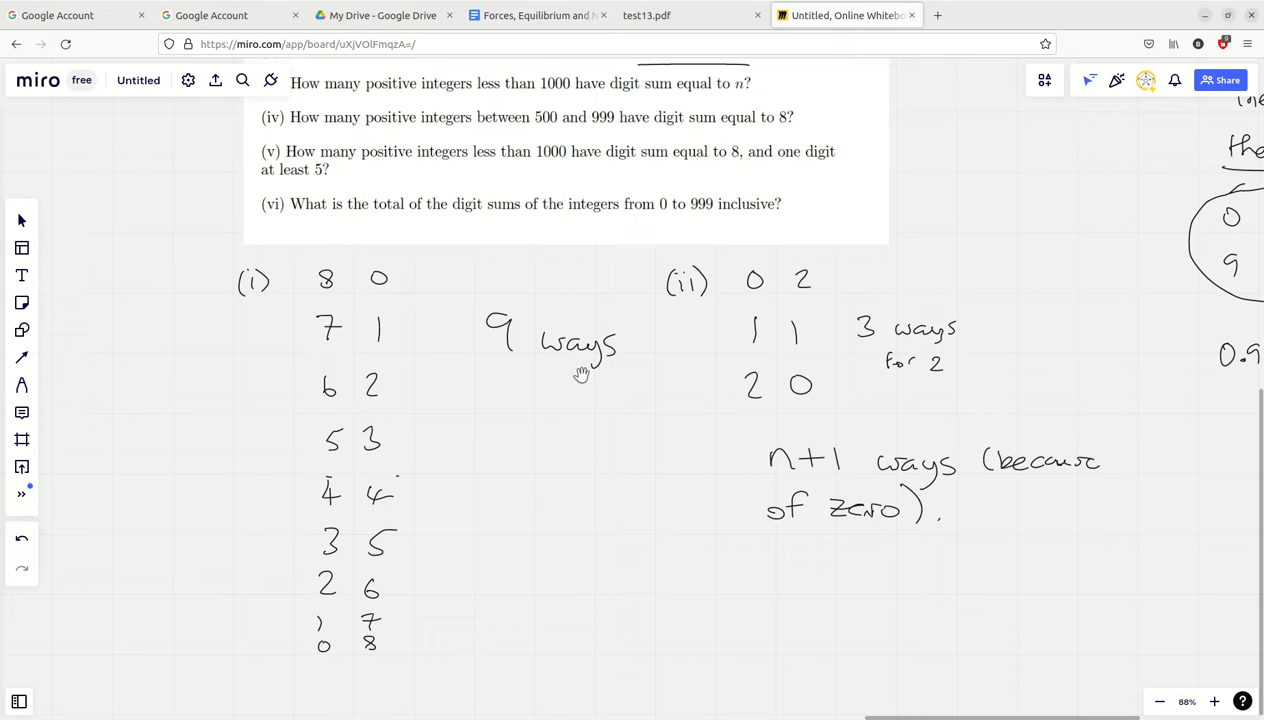 Google Account
Google Account
My Drive - Google Drive
Forces, Equilibrium and
test13.pdf
Untitled, Online Whitebo
https://miro.com/app/board/uXjVOlFmqzA=/
miro free Untitled
Share
How many positive integers less than 1000 have digit sum equal to n?
(iv) How many positive integers between 500 and 999 have digit sum equal to 8?
(v) How many positive integers less than 1000 have digit sum equal to 8, and one digit
at least 5?
(vi) What is the total of the digit sums of the integers from 0 to 999 inclusive?
the
0
9
0.9
(i) 8 0
7 1
6 2
5 3
4 4
3 5
2 6
1 7
0 8
9 ways
(ii) 0 2
1 1
2 0
3 ways
for 2
n+1 ways (because
of zero).
88%